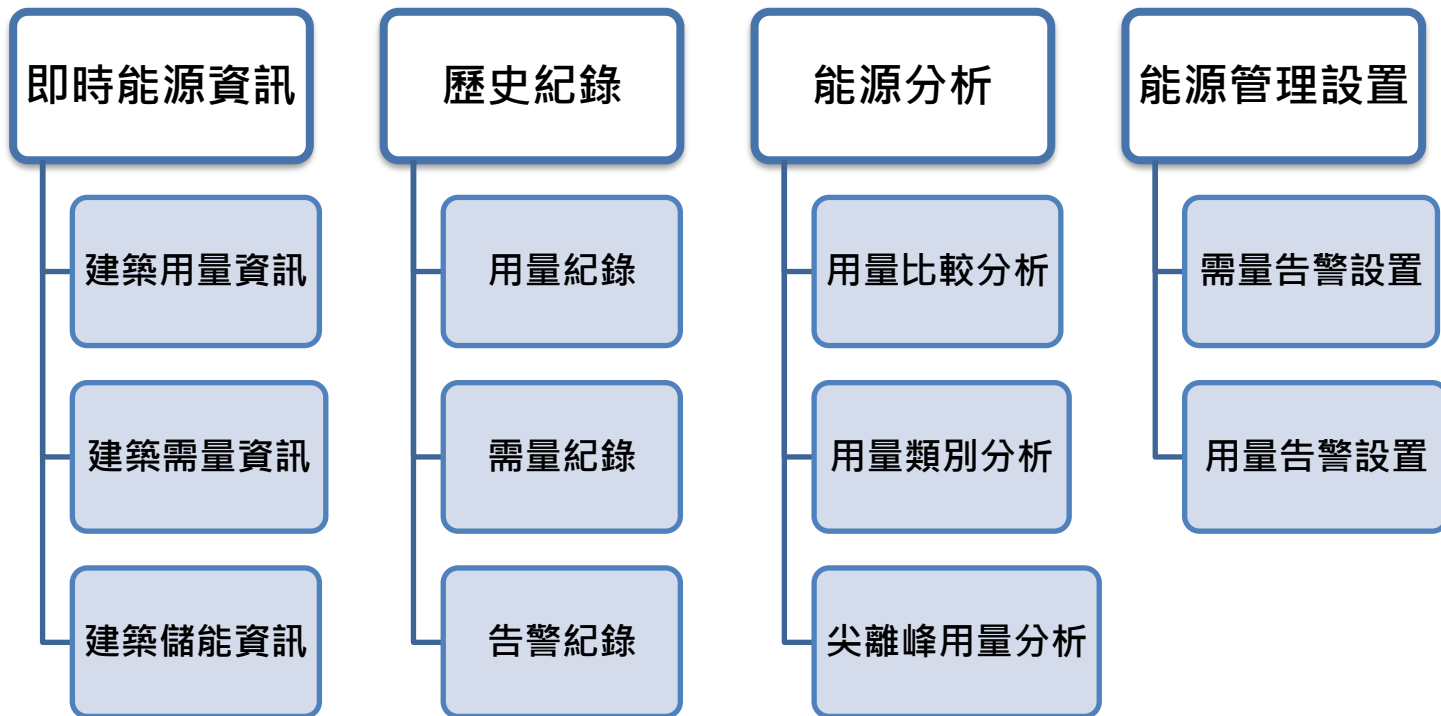 即時能源資訊
建築用量資訊
建築需量資訊
建築儲能資訊
歷史紀錄
用量紀錄
需量紀錄
告警紀錄
能源分析
用量比較分析
用量類別分析
尖離峰用量分析
能源管理設置
需量告警設置
用量告警設置